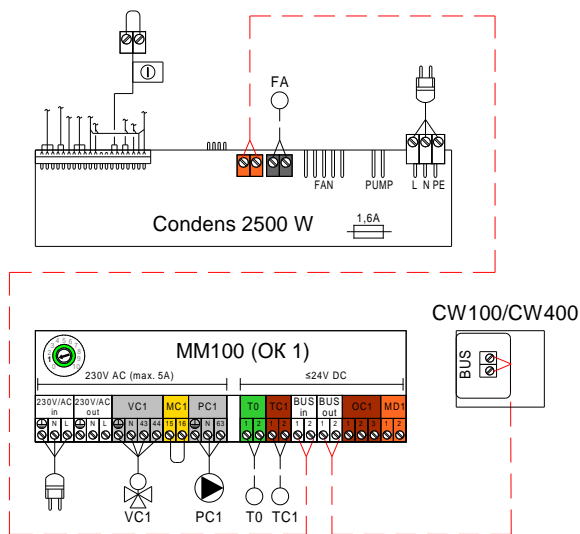 FA
FAN
PUMP
L N PE
Condens 2500 W
1,6A
CW100/CW400
BUS
MM100 (OK 1)
230V AC (max. 5A)
≤24V DC
230V/AC in
230V/AC out
VC1
MC1
PC1
T0
TC1
BUS in
BUS out
OC1
MD1
N L N L N 43 44 15 16 N 63 1 2 1 2 1 2 1 2 1 2 3 1 2
VC1
PC1
T0
TC1